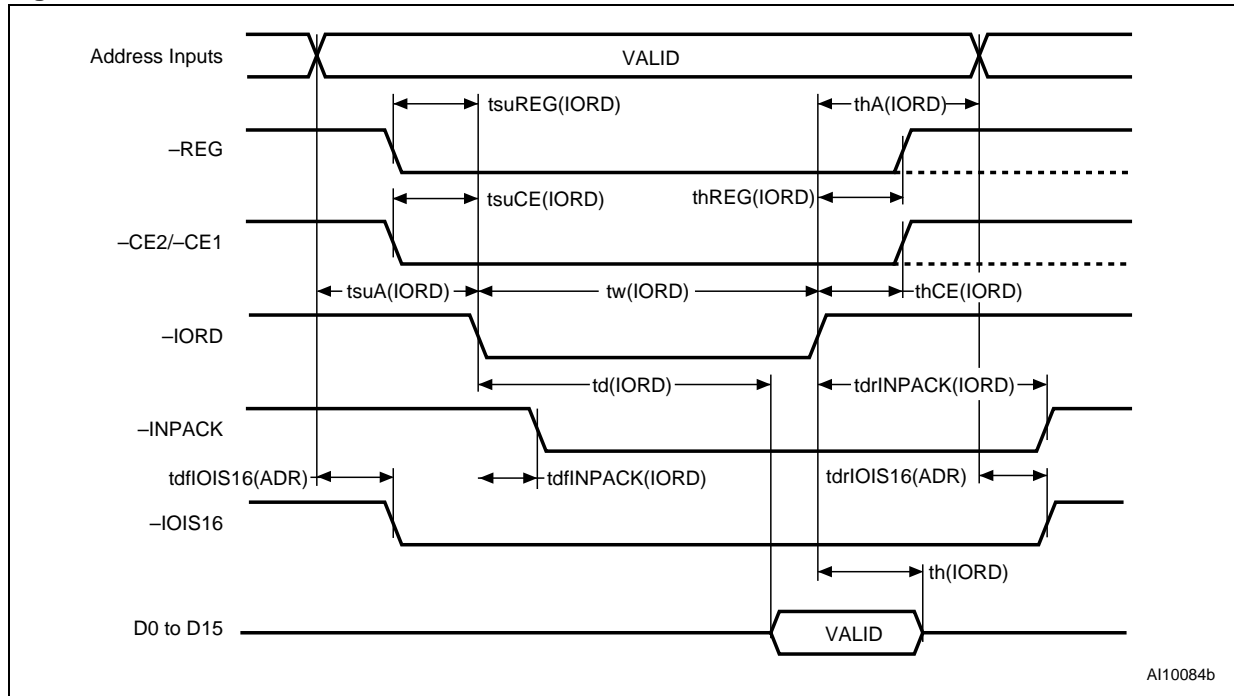 Address Inputs
VALID
tsuREG(IORD)
thA(IORD)
–REG
tsuCE(IORD)
thREG(IORD)
–CE2/–CE1
tsuA(IORD)
tw(IORD)
thCE(IORD)
–IORD
td(IORD)
tdrINPACK(IORD)
–INPACK
tdfIOIS16(ADR)
tdfINPACK(IORD)
tdrIOIS16(ADR)
–IOIS16
th(IORD)
D0 to D15
VALID
AI10084b